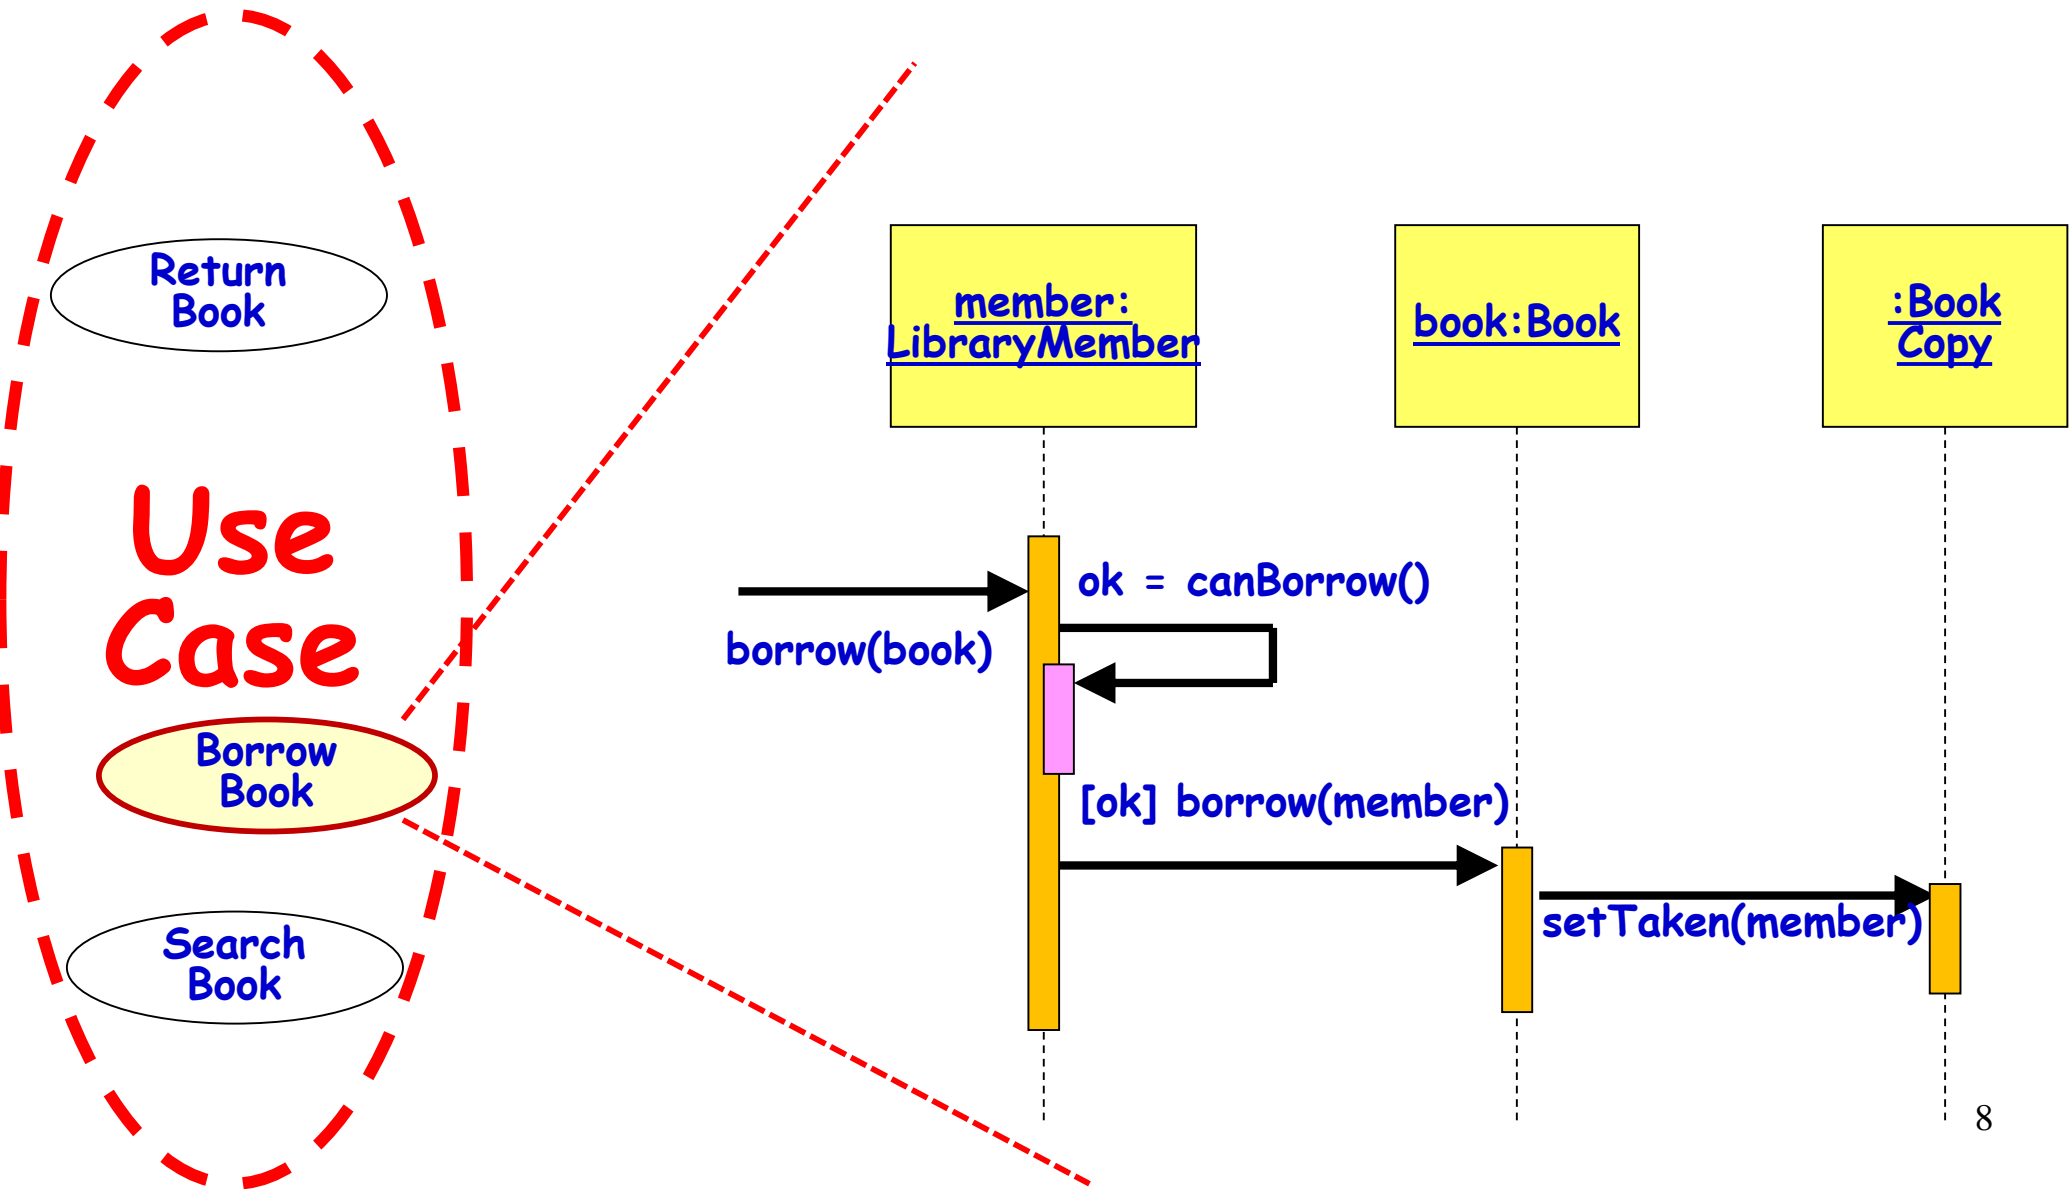 Return
Book
Use
Case
Borrow
Book
Search
Book
member:
LibraryMember
book:Book
:Book
Copy
ok = canBorrow()
borrow(book)
[ok] borrow(member)
setTaken(member)
8